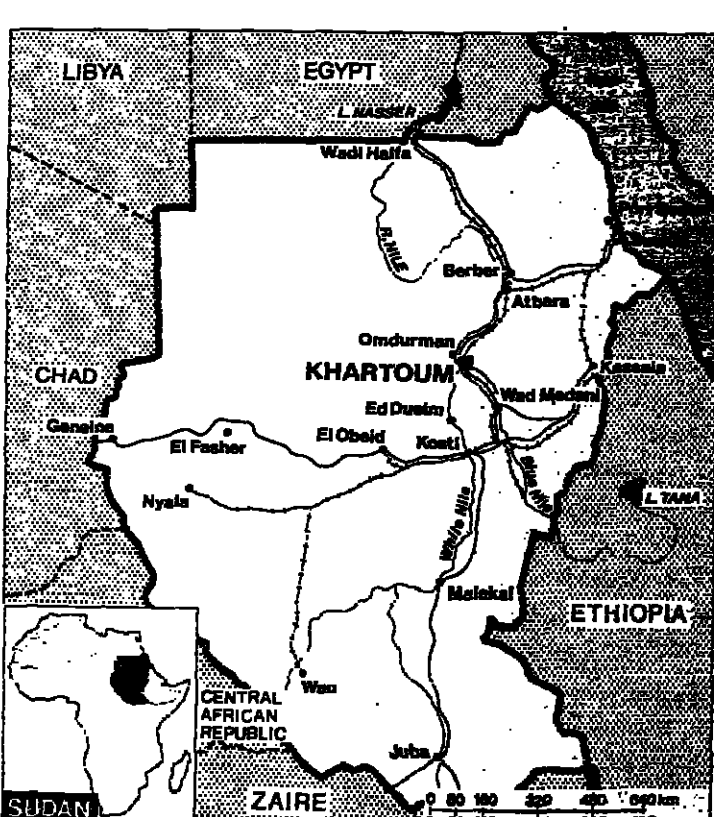 LIBYA
EGYPT
L. NASSER
Wadi Halfa
R. NILE
Berber
Atbara
Omdurman
KHARTOUM
Kassala
CHAD
Wad Medani
Ed Dueim
Geneina
El Fasher
El Obeid
Kosti
Blue Nile
Nyala
White Nile
L. TANA
Malakal
ETHIOPIA
Wau
CENTRAL
AFRICAN
REPUBLIC
Juba
SUDAN
ZAIRE
0 80 160 320 480 640km